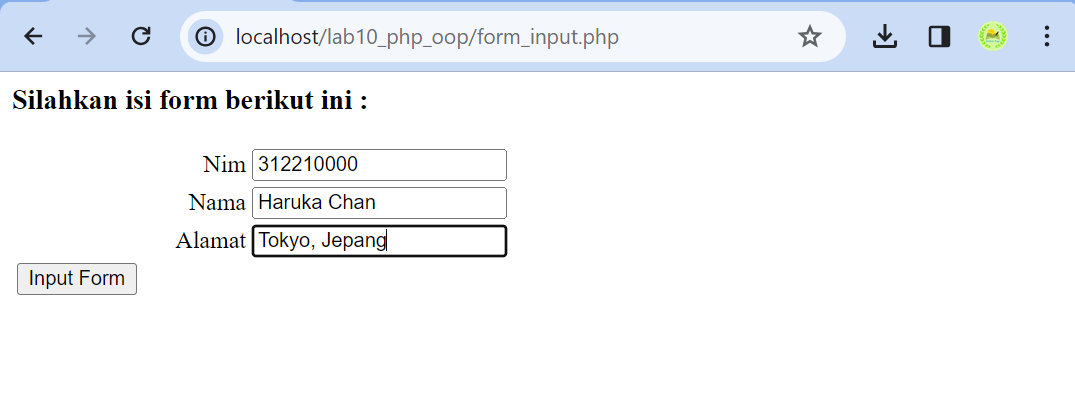 localhost/lab10_php_oop/form_input.php
Silahkan isi form berikut ini :
Nim 312210000
Nama Haruka Chan
Alamat Tokyo, Jepang
Input Form